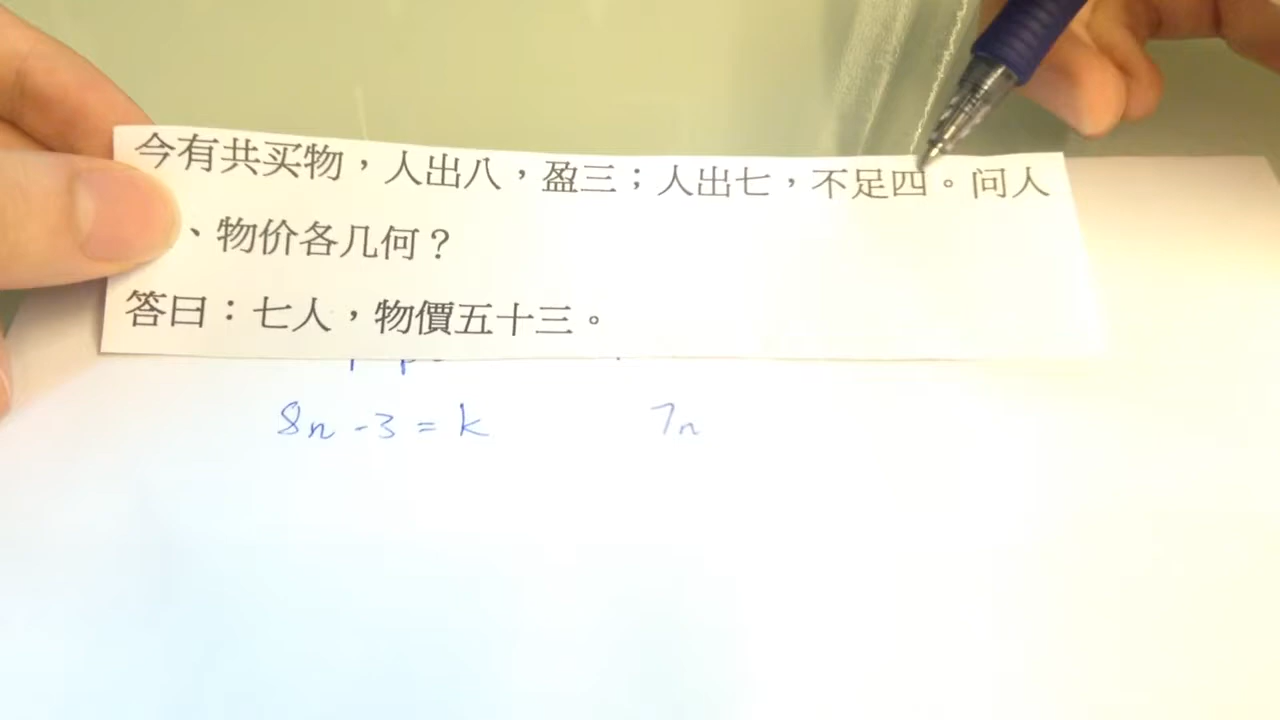 今有共买物，人出八，盈三；人出七，不足四。问人
、物价各几何？
答曰：七人，物價五十三。
8n - 3 = k 7n